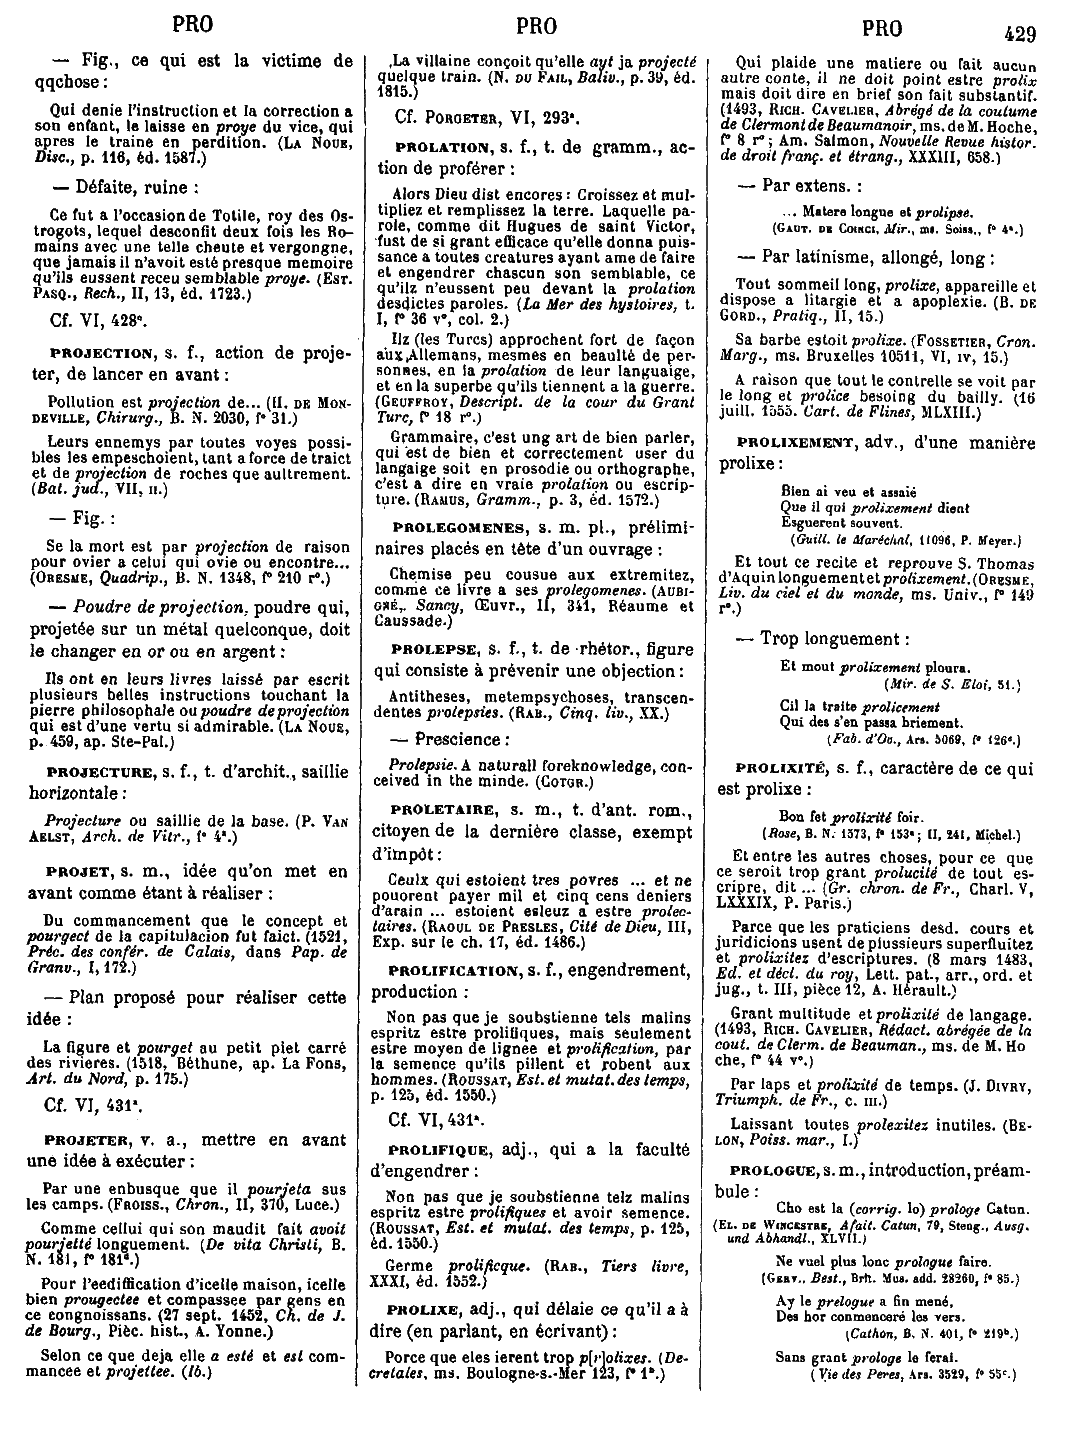 PRO
PRO
PRO
429
— Fig., ce qui est la victime de
qqchose :
Qui denie l'instruction et la correction a
son enfant, le laisse en proye du vice, qui
apres le traine en perdition. (LA NOUE,
Disc., p. 116, éd. 1587.)
— Défaite, ruine :
Ce fut a l'occasion de Totile, roy des Os-
trogots, lequel desconfit deux fois les Ro-
mains avec une telle cheute et vergongne,
que jamais il n'avoit esté presque memoire
qu'ils eussent receu semblable proye. (EST.
PASQ., Rech., II, 13, éd. 1723.)
Cf. VI, 428ª.
PROJECTION, s. f., action de proje-
ter, de lancer en avant :
Pollution est projection de... (H. DE MON-
DEVILLE, Chirurg., B. N. 2030, fº 31.)
Leurs ennemys par toutes voyes possi-
bles les empeschoient, tant a force de traict
et de projection de roches que aultrement.
(Bat. jud., VII, II.)
— Fig. :
Se la mort est par projection de raison
pour ovier a celui qui ovie ou encontre...
(ORESME, Quadrip., B. N. 1348, fº 210 rº.)
— Poudre de projection, poudre qui,
projetée sur un métal quelconque, doit
le changer en or ou en argent :
Ils ont en leurs livres laissé par escrit
plusieurs belles instructions touchant la
pierre philosophale ou poudre de projection
qui est d'une vertu si admirable. (LA NOUE,
p. 459, ap. Ste-Pal.)
PROJECTURE, s. f., t. d'archit., saillie
horizontale :
Projecture ou saillie de la base. (P. VAN
AELST, Arch. de Vitr., fº 4ª.)
PROJET, s. m., idée qu'on met en
avant comme étant à réaliser :
Du commancement que le concept et
pourgect de la capitulacion fut faict. (1521,
Préc. des confér. de Calais, dans Pap. de
Granv., I, 172.)
— Plan proposé pour réaliser cette
idée :
La figure et pourget au petit piet carré
des rivieres. (1518, Béthune, ap. La Fons,
Art. du Nord, p. 175.)
Cf. VI, 431ª.
PROJETER, v. a., mettre en avant
une idée à exécuter :
Par une enbusque que il pourjeta sus
les camps. (FROISS., Chron., II, 370, Luce.)
Comme cellui qui son maudit fait avoit
pourjetté longuement. (De vita Christi, B.
N. 181, fº 181ª.)
Pour l'eediffication d'icelle maison, icelle
bien prougectee et compassee par gens en
ce congnoissans. (27 sept. 1452, Ch. de J.
de Bourg., Pièc. hist., A. Yonne.)
Selon ce que deja elle a esté et est com-
mancee et projettee. (Ib.)
La villaine conçoit qu'elle ayt ja projecté
quelque train. (N. DU FAIL, Baliv., p. 39, éd.
1815.)
Cf. PORGETER, VI, 293ª.
PROLATION, s. f., t. de gramm., ac-
tion de proférer :
Alors Dieu dist encores : Croissez et mul-
tipliez et remplissez la terre. Laquelle pa-
role, comme dit Hugues de saint Victor,
fust de si grant efficace qu'elle donna puis-
sance a toutes creatures ayant ame de faire
et engendrer chascun son semblable, ce
qu'ilz n'eussent peu devant la prolation
desdictes paroles. (La Mer des hystoires, t.
I, fº 36 vº, col. 2.)
Ilz (les Turcs) approchent fort de façon
aux Allemans, mesmes en beaulté de per-
sonnes, en la prolation de leur languaige,
et en la superbe qu'ils tiennent a la guerre.
(GEUFFROY, Descript. de la cour du Grant
Turc, fº 18 rº.)
Grammaire, c'est ung art de bien parler,
qui est de bien et correctement user du
langaige soit en prosodie ou orthographe,
c'est a dire en vraie prolation ou escrip-
ture. (RAMUS, Gramm., p. 3, éd. 1572.)
PROLEGOMENES, s. m. pl., prélimi-
naires placés en tête d'un ouvrage :
Chemise peu cousue aux extremitez,
comme ce livre a ses prolegomenes. (AUBI-
GNÉ, Sancy, Œuvr., II, 341, Réaume et
Caussade.)
PROLEPSE, s. f., t. de rhétor., figure
qui consiste à prévenir une objection :
Antitheses, metempsychoses, transcen-
dentes prolepsies. (RAB., Cinq. liv., XX.)
— Prescience :
Prolepsie. A naturall foreknowledge, con-
ceived in the minde. (COTGR.)
PROLETAIRE, s. m., t. d'ant. rom.,
citoyen de la dernière classe, exempt
d'impôt :
Ceulx qui estoient tres povres ... et ne
pouorent payer mil et cinq cens deniers
d'arain ... estoient esleuz a estre prolec-
taires. (RAOUL DE PRESLES, Cité de Dieu, III,
Exp. sur le ch. 17, éd. 1486.)
PROLIFICATION, s. f., engendrement,
production :
Non pas que je soubstienne tels malins
espritz estre prolifiques, mais seulement
estre moyen de lignee et prolification, par
la semence qu'ils pillent et robent aux
hommes. (ROUSSAT, Est. et mutat. des temps,
p. 125, éd. 1550.)
Cf. VI, 431ª.
PROLIFIQUE, adj., qui a la faculté
d'engendrer :
Non pas que je soubstienne telz malins
espritz estre prolifiques et avoir semence.
(ROUSSAT, Est. et mutat. des temps, p. 125,
éd. 1550.)
Germe prolificque. (RAB., Tiers livre,
XXXI, éd. 1552.)
PROLIXE, adj., qui délaie ce qu'il a à
dire (en parlant, en écrivant) :
Porce que eles ierent trop p[r]olixes. (De-
cretales, ms. Boulogne-s.-Mer 123, fº 1ª.)
Qui plaide une matiere ou fait aucun
autre conte, il ne doit point estre prolix
mais doit dire en brief son fait substantif.
(1493, RICH. CAVELIER, Abrégé de la coutume
de Clermont de Beaumanoir, ms. de M. Hoche,
fº 8 rº ; Am. Salmon, Nouvelle Revue histor.
de droit franç. et étrang., XXXIII, 658.)
— Par extens. :
... Matere longue et prolipse.
(GAUT. DE COINCI, Mir., ms. Soiss., fº 4ª.)
— Par latinisme, allongé, long :
Tout sommeil long, prolixe, appareille et
dispose a litargie et a apoplexie. (B. DE
GORD., Pratiq., II, 15.)
Sa barbe estoit prolixe. (FOSSETIER, Cron.
Marg., ms. Bruxelles 10511, VI, IV, 15.)
A raison que tout le contrelle se voit par
le long et prolice besoing du bailly. (16
juill. 1555. Cart. de Flines, MLXIII.)
PROLIXEMENT, adv., d'une manière
prolixe :
Bien ai veu et assaié
Que il qui prolixement dient
Esguerent souvent.
(Guill. le Maréchal, 11096, P. Meyer.)
Et tout ce recite et reprouve S. Thomas
d'Aquin longuement et prolixement. (ORESME,
Liv. du ciel et du monde, ms. Univ., fº 149
rº.)
— Trop longuement :
Et mout prolixement ploura.
(Mir. de S. Eloi, 51.)
Cil la traite prolicement
Qui des s'en passa briement.
(Fab. d'Ov., Ars. 5069, fº 126ª.)
PROLIXITÉ, s. f., caractère de ce qui
est prolixe :
Bon fet prolixité foir.
(Rose, B. N. 1573, fº 153ª ; II, 241, Michel.)
Et entre les autres choses, pour ce que
ce seroit trop grant prolucité de tout es-
cripre, dit ... (Gr. chron. de Fr., Charl. V,
LXXXIX, P. Paris.)
Parce que les praticiens desd. cours et
juridicions usent de plussieurs superfluitez
et prolixitez d'escriptures. (8 mars 1483,
Ed. et décl. du roy, Lett. pat., arr., ord. et
jug., t. III, pièce 12, A. Hérault.)
Grant multitude et prolixité de langage.
(1493, RICH. CAVELIER, Rédact. abrégée de la
cout. de Clerm. de Beauman., ms. de M. Ho
che, fº 44 vº.)
Par laps et prolixité de temps. (J. DIVRY,
Triumph. de Fr., c. III.)
Laissant toutes prolexitez inutiles. (BE-
LON, Poiss. mar., I.)
PROLOGUE, s. m., introduction, préam-
bule :
Cho est la (corrig. lo) prologe Catun.
(EL. DE WINCESTRE, Afait. Catun, 79, Steng., Ausg.
und Abhandl., XLVII.)
Ne vuel plus lonc prologue faire.
(GERV., Best., Brit. Mus. add. 28260, fº 85.)
Ay le prelogue a fin mené,
Des hor conmenceré les vers.
(Cathon, B. N. 401, fº 219ᵇ.)
Sans grant prologe le ferai.
(Vie des Peres, Ars. 3529, fº 55ᶜ.)